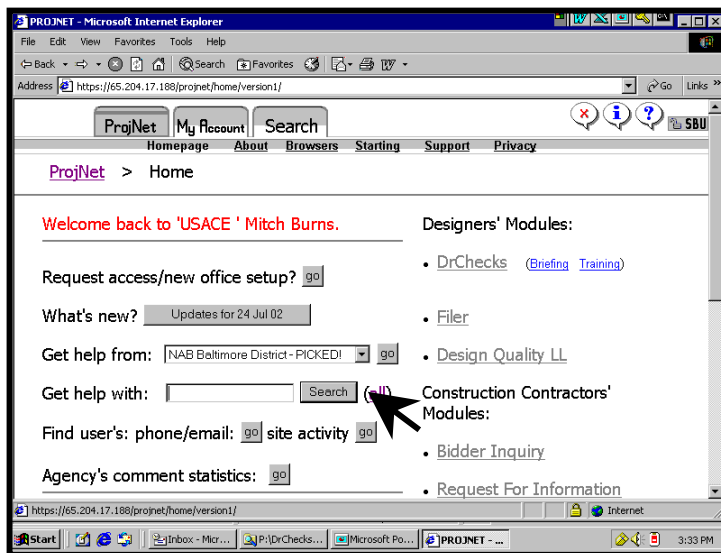 PROJNET - Microsoft Internet Explorer
File Edit View Favorites Tools Help
Back Search Favorites
Address https://65.204.17.188/projnet/home/version1/ Go Links »
ProjNet My Account Search SBU
Homepage About Browsers Starting Support Privacy
ProjNet > Home
Welcome back to 'USACE ' Mitch Burns.
Request access/new office setup? go
What's new? Updates for 24 Jul 02
Get help from: NAB Baltimore District - PICKED! go
Get help with: Search (all)
Find user's: phone/email: go site activity go
Agency's comment statistics: go
Designers' Modules:
• DrChecks (Briefing Training)
• Filer
• Design Quality LL
Construction Contractors'
Modules:
• Bidder Inquiry
• Request For Information
https://65.204.17.188/projnet/home/version1/ Internet
Start Inbox - Micr... P:\DrChecks... Microsoft Po... PROJNET - ... 3:33 PM